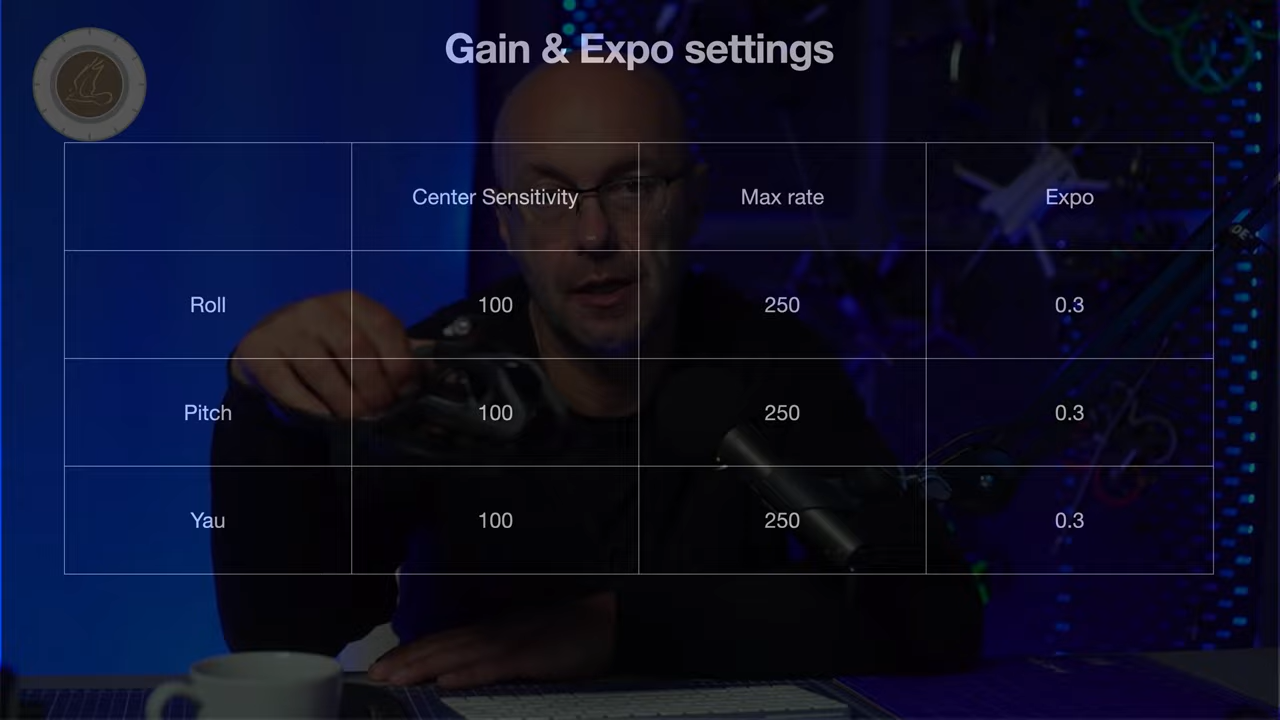 Gain & Expo settings
Center Sensitivity Max rate Expo
Roll 100 250 0.3
Pitch 100 250 0.3
Yau 100 250 0.3
DE